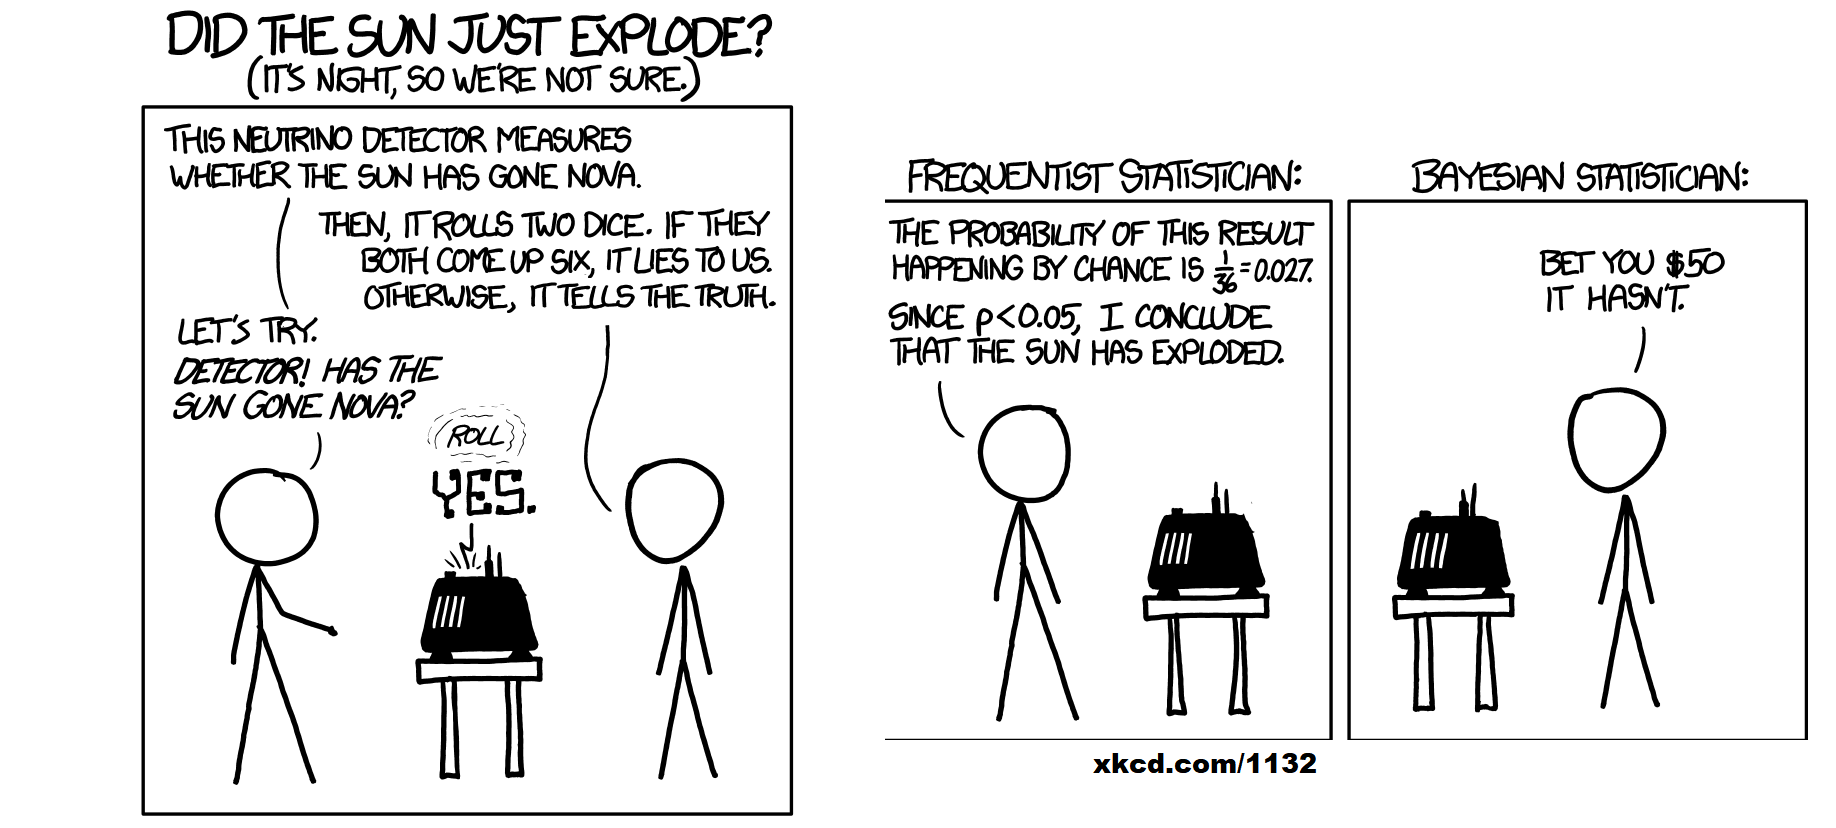 DID THE SUN JUST EXPLODE?
(IT'S NIGHT, SO WE'RE NOT SURE.)
THIS NEUTRINO DETECTOR MEASURES
WHETHER THE SUN HAS GONE NOVA.
THEN, IT ROLLS TWO DICE. IF THEY
BOTH COME UP SIX, IT LIES TO US.
OTHERWISE, IT TELLS THE TRUTH.
LET'S TRY.
DETECTOR! HAS THE
SUN GONE NOVA?
ROLL
YES.
FREQUENTIST STATISTICIAN:
THE PROBABILITY OF THIS RESULT
HAPPENING BY CHANCE IS 1/36 = 0.027.
SINCE p<0.05, I CONCLUDE
THAT THE SUN HAS EXPLODED.
BAYESIAN STATISTICIAN:
BET YOU $50
IT HASN'T.
xkcd.com/1132